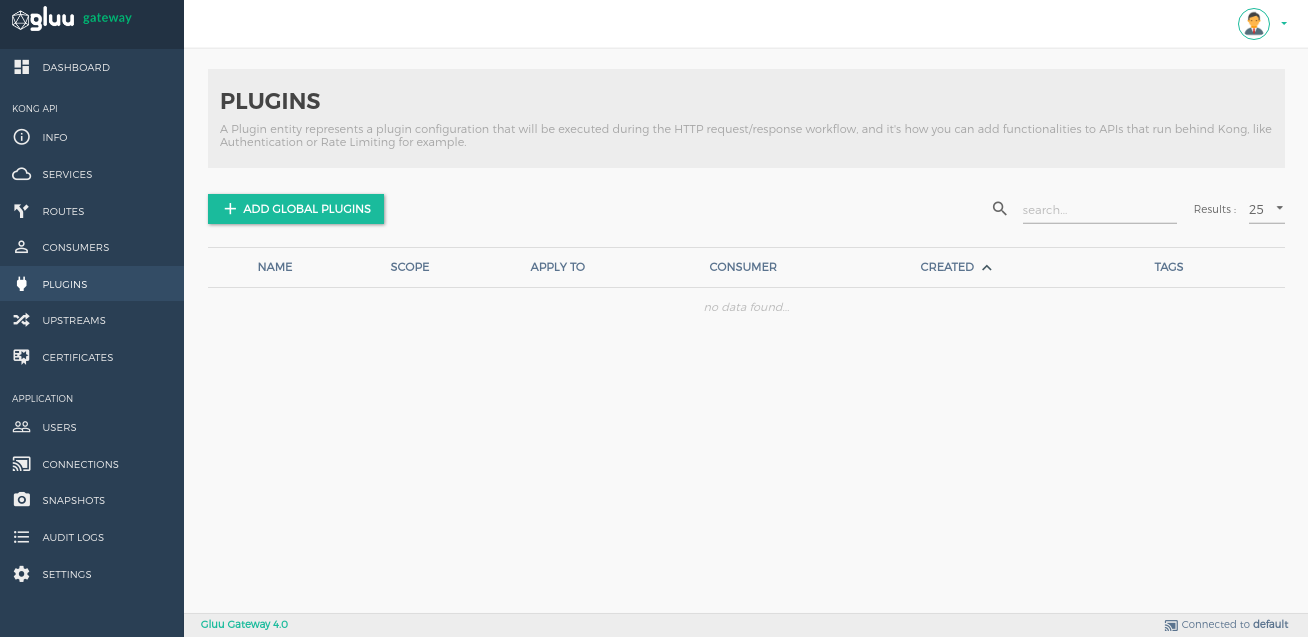 gluu gateway
DASHBOARD
KONG API
INFO
SERVICES
ROUTES
CONSUMERS
PLUGINS
UPSTREAMS
CERTIFICATES
APPLICATION
USERS
CONNECTIONS
SNAPSHOTS
AUDIT LOGS
SETTINGS
PLUGINS
A Plugin entity represents a plugin configuration that will be executed during the HTTP request/response workflow, and it's how you can add functionalities to APIs that run behind Kong, like
Authentication or Rate Limiting for example.
+ ADD GLOBAL PLUGINS
search...
Results :
25
NAME SCOPE APPLY TO CONSUMER CREATED TAGS
no data found...
Gluu Gateway 4.0
Connected to default